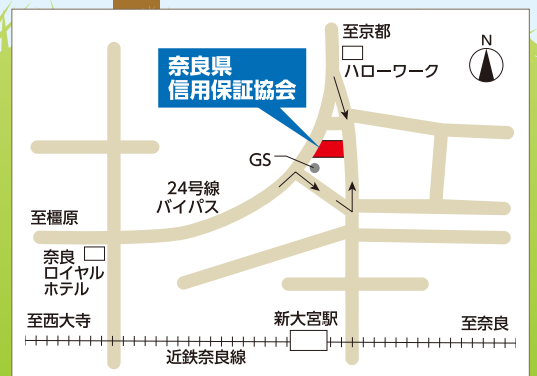 至京都
ハローワーク
N
奈良県
信用保証協会
GS
24号線
バイパス
至橿原
奈良
ロイヤル
ホテル
至西大寺
新大宮駅
至奈良
近鉄奈良線